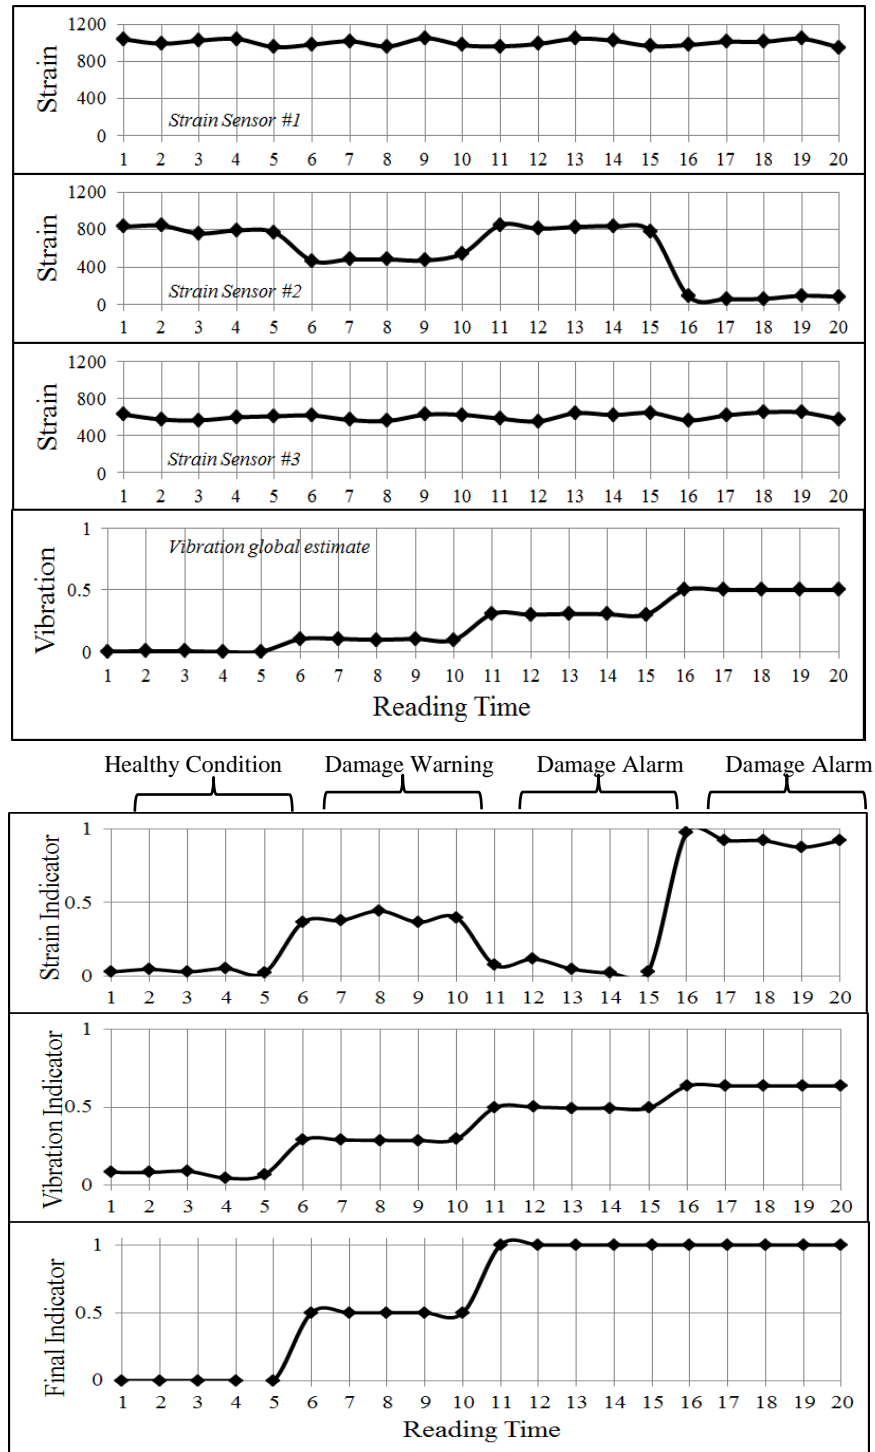 1200
800
400
0
Strain
Strain Sensor #1
1 2 3 4 5 6 7 8 9 10 11 12 13 14 15 16 17 18 19 20
1200
800
400
0
Strain
Strain Sensor #2
1 2 3 4 5 6 7 8 9 10 11 12 13 14 15 16 17 18 19 20
1200
800
400
0
Strain
Strain Sensor #3
1 2 3 4 5 6 7 8 9 10 11 12 13 14 15 16 17 18 19 20
1
0.5
0
Vibration
Vibration global estimate
1 2 3 4 5 6 7 8 9 10 11 12 13 14 15 16 17 18 19 20
Reading Time
Healthy Condition Damage Warning Damage Alarm Damage Alarm
1
0.5
0
Strain Indicator
1 2 3 4 5 6 7 8 9 10 11 12 13 14 15 16 17 18 19 20
1
0.5
0
Vibration Indicator
1 2 3 4 5 6 7 8 9 10 11 12 13 14 15 16 17 18 19 20
1
0.5
0
Final Indicator
1 2 3 4 5 6 7 8 9 10 11 12 13 14 15 16 17 18 19 20
Reading Time